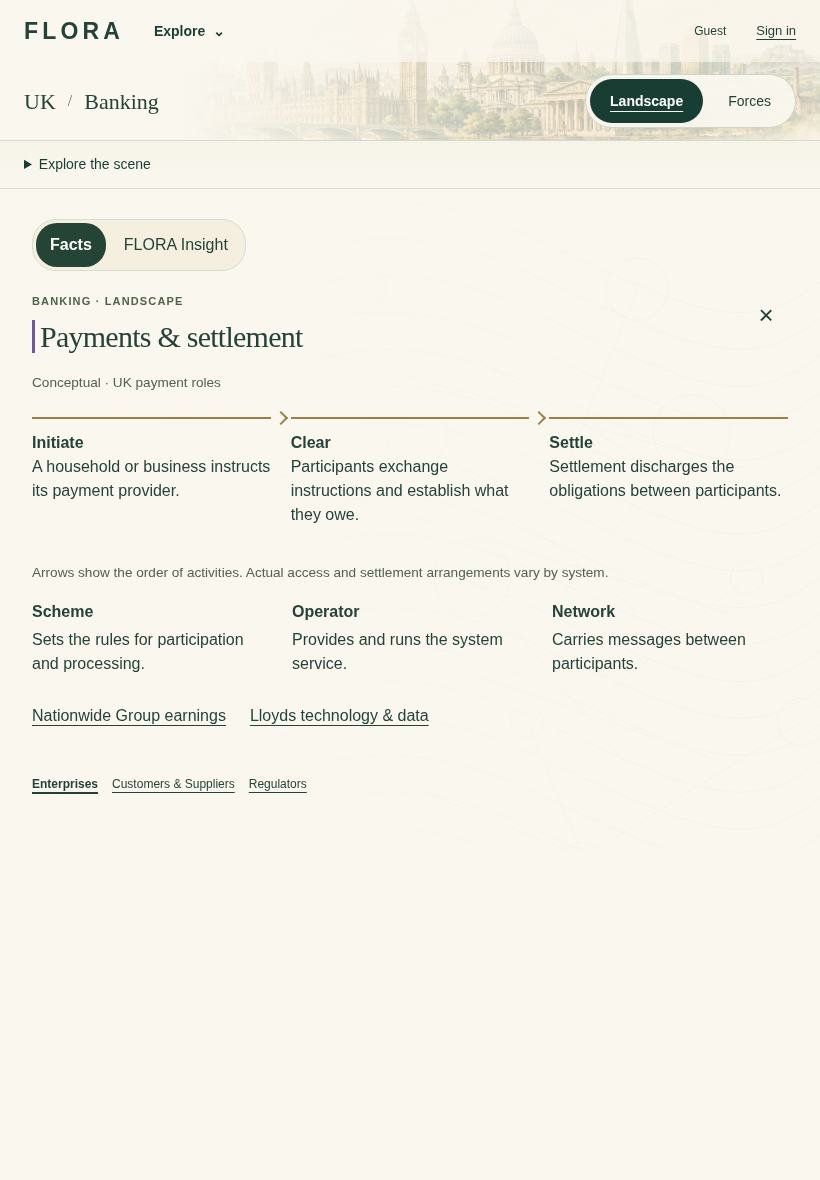 FLORA
Explore
Guest
Sign in
UK / Banking
Landscape
Forces
Explore the scene
Facts
FLORA Insight
BANKING · LANDSCAPE
Payments & settlement
Conceptual · UK payment roles
Initiate
A household or business instructs
its payment provider.
Clear
Participants exchange
instructions and establish what
they owe.
Settle
Settlement discharges the
obligations between participants.
Arrows show the order of activities. Actual access and settlement arrangements vary by system.
Scheme
Sets the rules for participation
and processing.
Operator
Provides and runs the system
service.
Network
Carries messages between
participants.
Nationwide Group earnings
Lloyds technology & data
Enterprises
Customers & Suppliers
Regulators